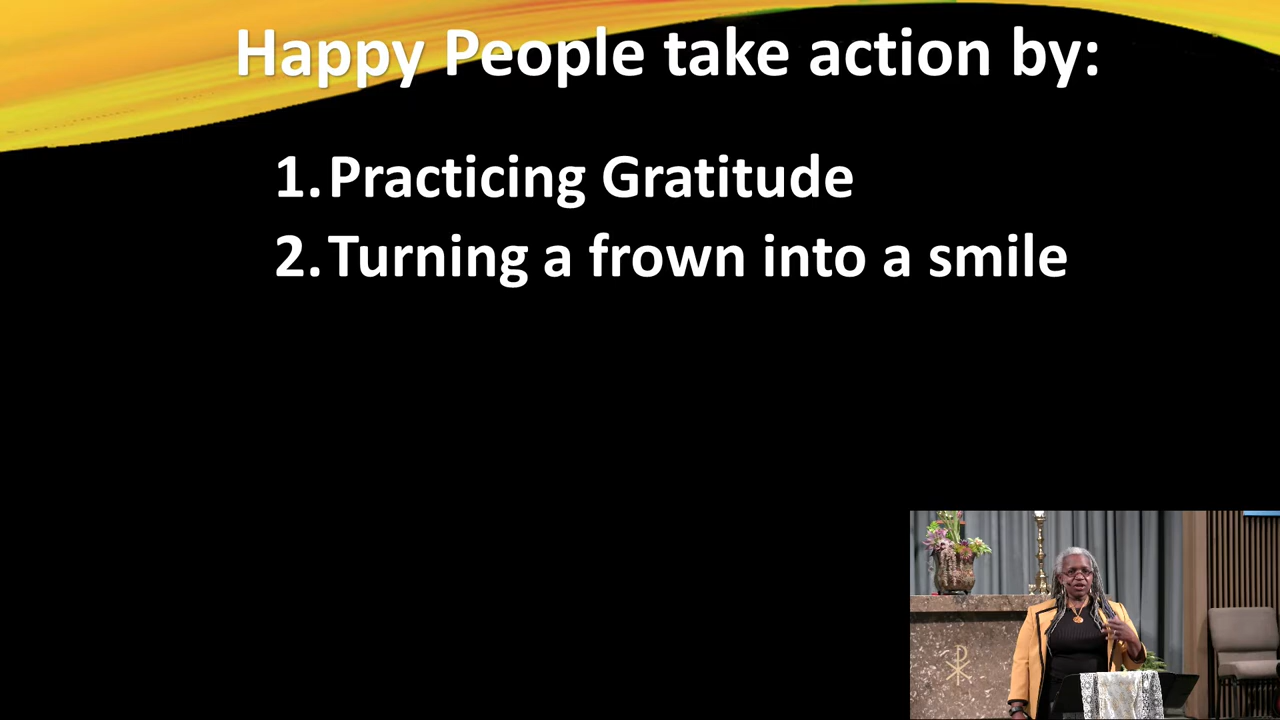 Happy People take action by:
1. Practicing Gratitude
2. Turning a frown into a smile